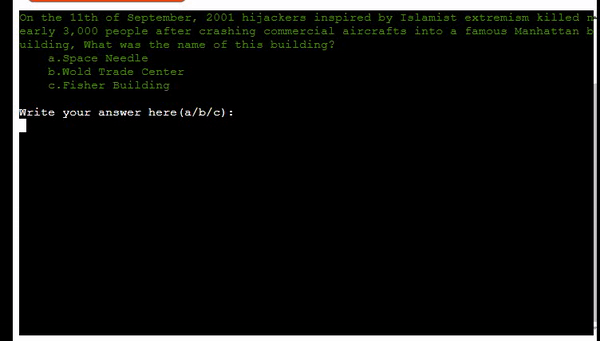 On the 11th of September, 2001 hijackers inspired by Islamist extremism killed n
early 3,000 people after crashing commercial aircrafts into a famous Manhattan b
uilding, What was the name of this building?
a.Space Needle
b.Wold Trade Center
c.Fisher Building
Write your answer here(a/b/c):